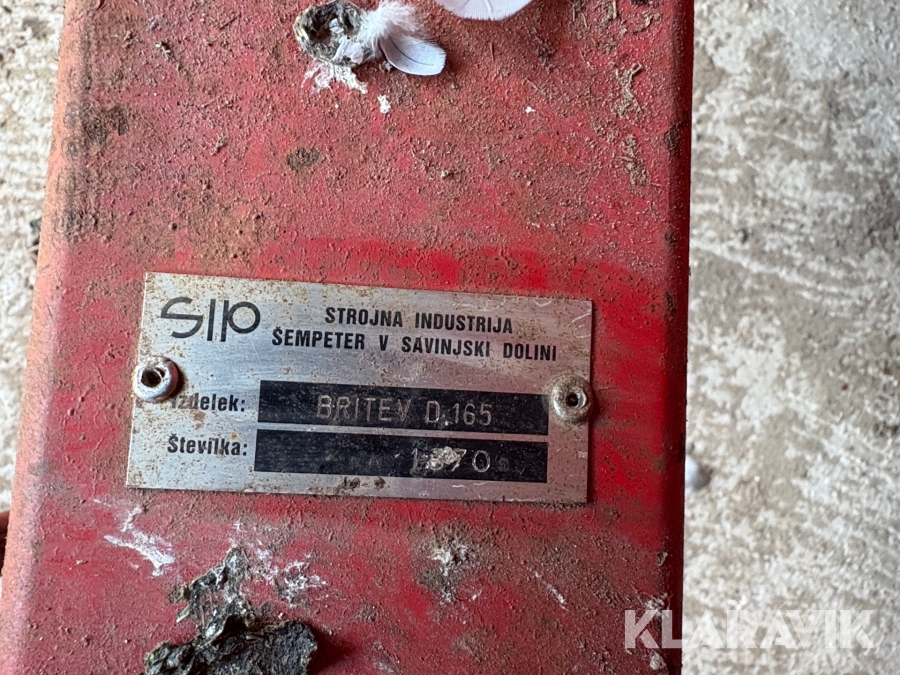 SIP
STROJNA INDUSTRIJA
ŠEMPETER V SAVINJSKI DOLINI
Izdelek: BRITEV D.165
Številka:
KLARAVIK